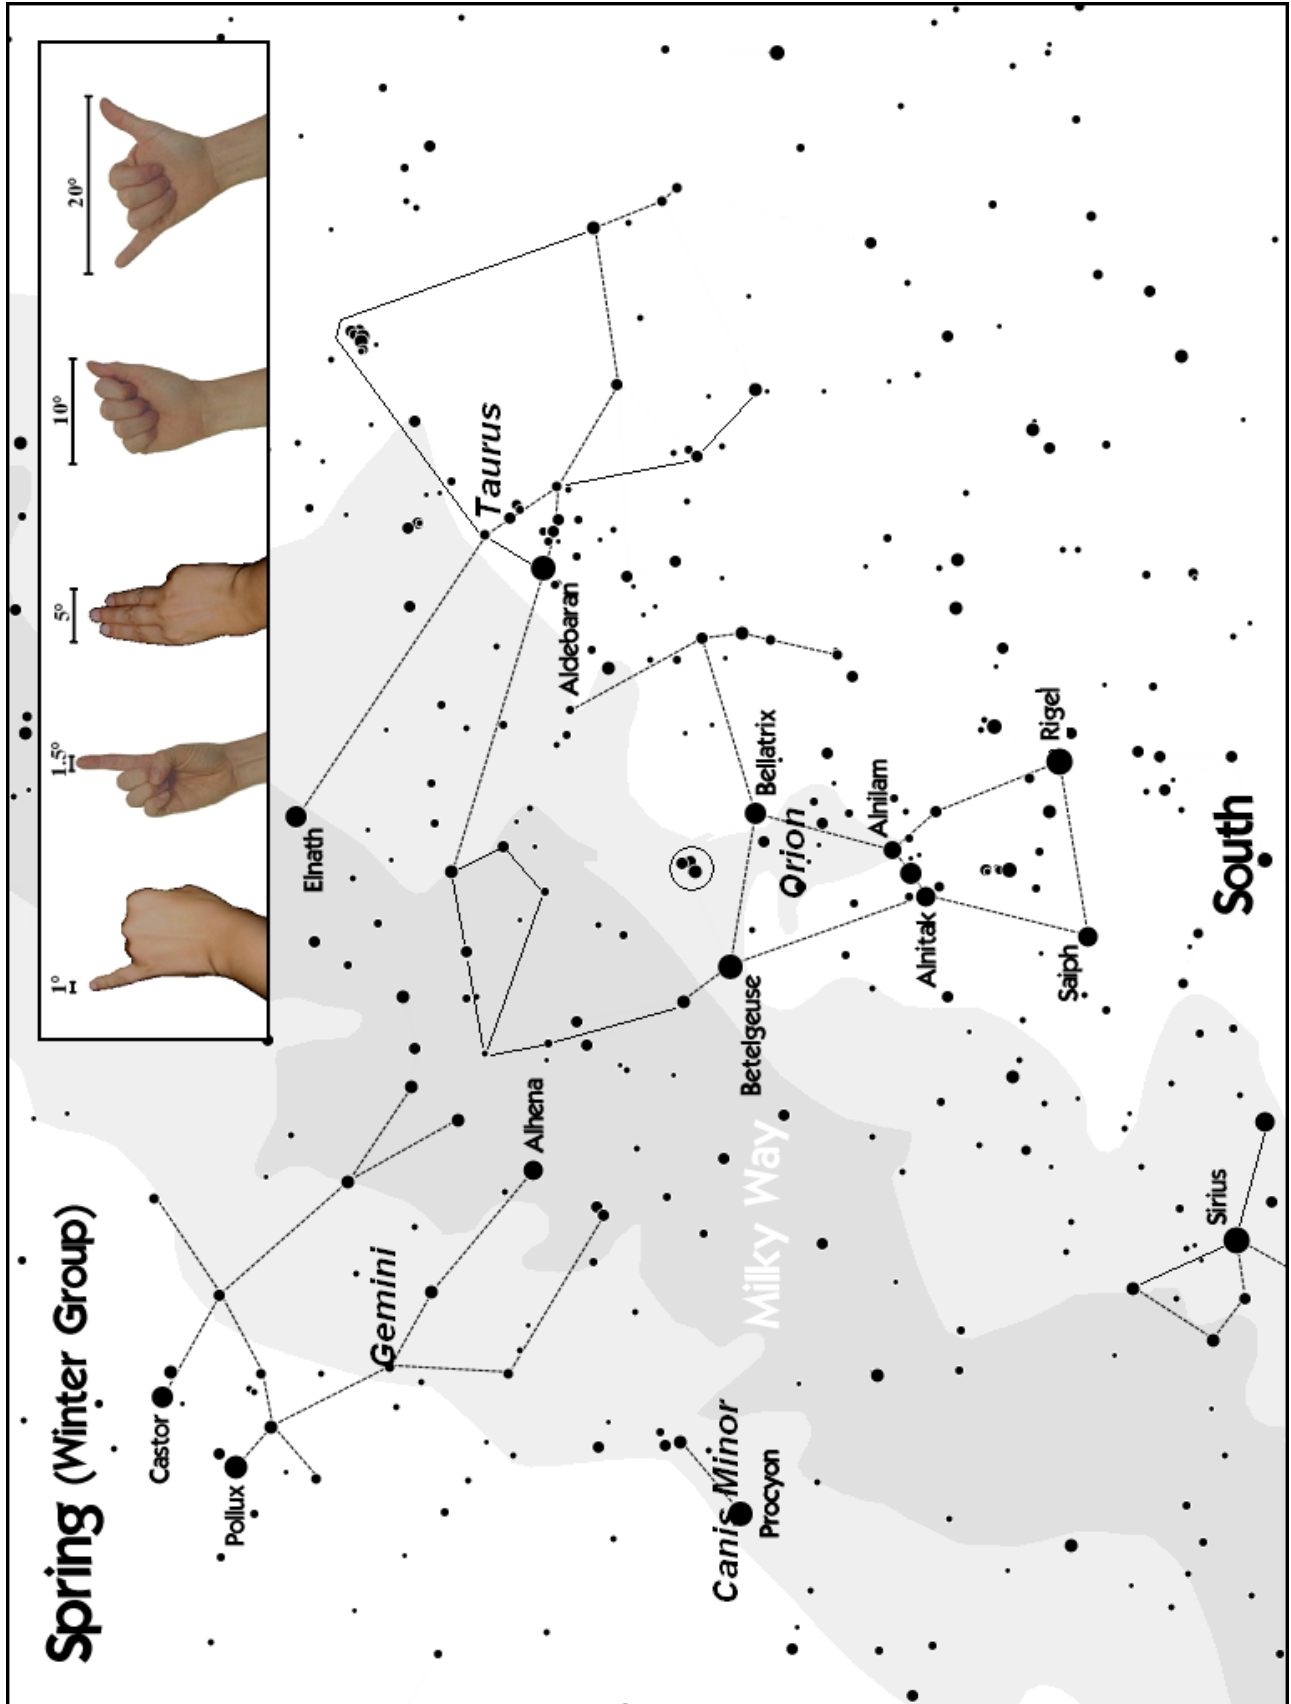 Spring (Winter Group)
1°
1.5°
5°
10°
20°
Castor
Pollux
Elnath
Gemini
Taurus
Alhena
Aldebaran
Canis Minor
Milky Way
Betelgeuse
Bellatrix
Procyon
Orion
Alnilam
Alnitak
Rigel
Saiph
Sirius
South